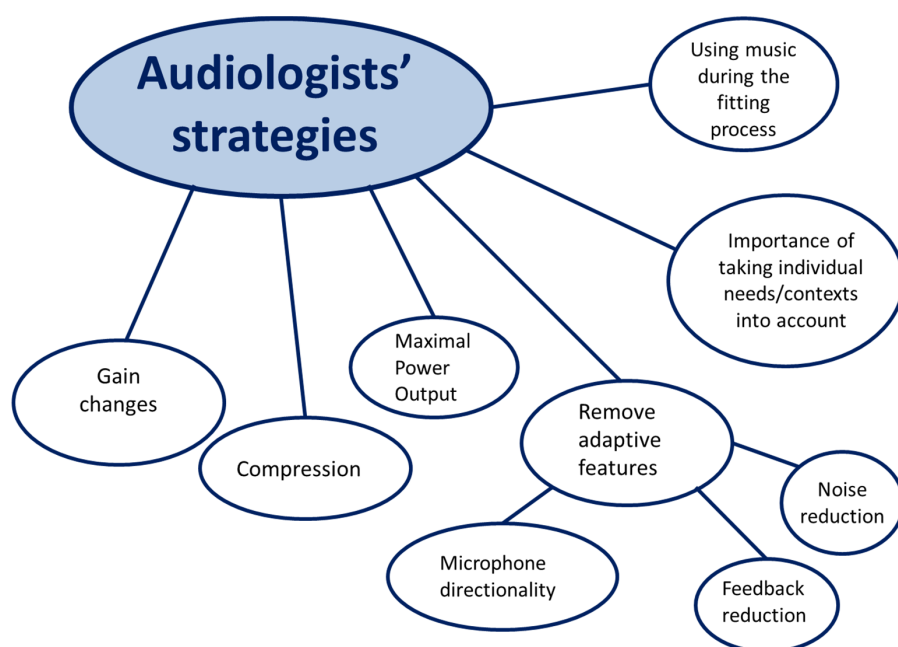 Audiologists’
strategies
Using music
during the
fitting
process
Importance of
taking individual
needs/contexts
into account
Maximal
Power
Output
Gain
changes
Compression
Remove
adaptive
features
Noise
reduction
Microphone
directionality
Feedback
reduction